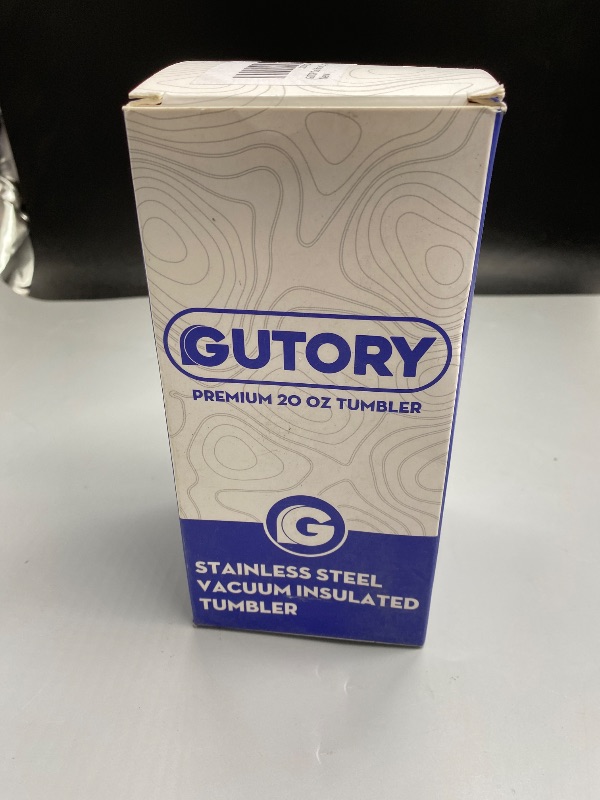 GUTORY
PREMIUM 20 OZ TUMBLER
G
STAINLESS STEEL
VACUUM INSULATED
TUMBLER